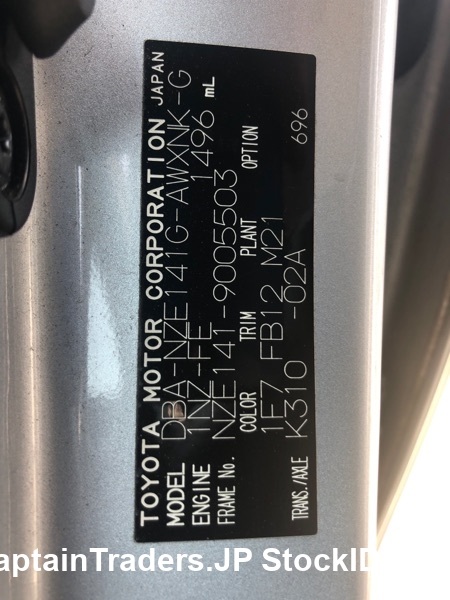 TOYOTA MOTOR CORPORATION JAPAN
MODEL DBA-NZE141G-AWXNK-G
ENGINE 1NZ-FE 1496 mL
FRAME No. NZE141-9005503
COLOR TRIM PLANT OPTION
1E7 FB12 M21
TRANS./AXLE K310 -02A 696
aptainTraders.JP StockID